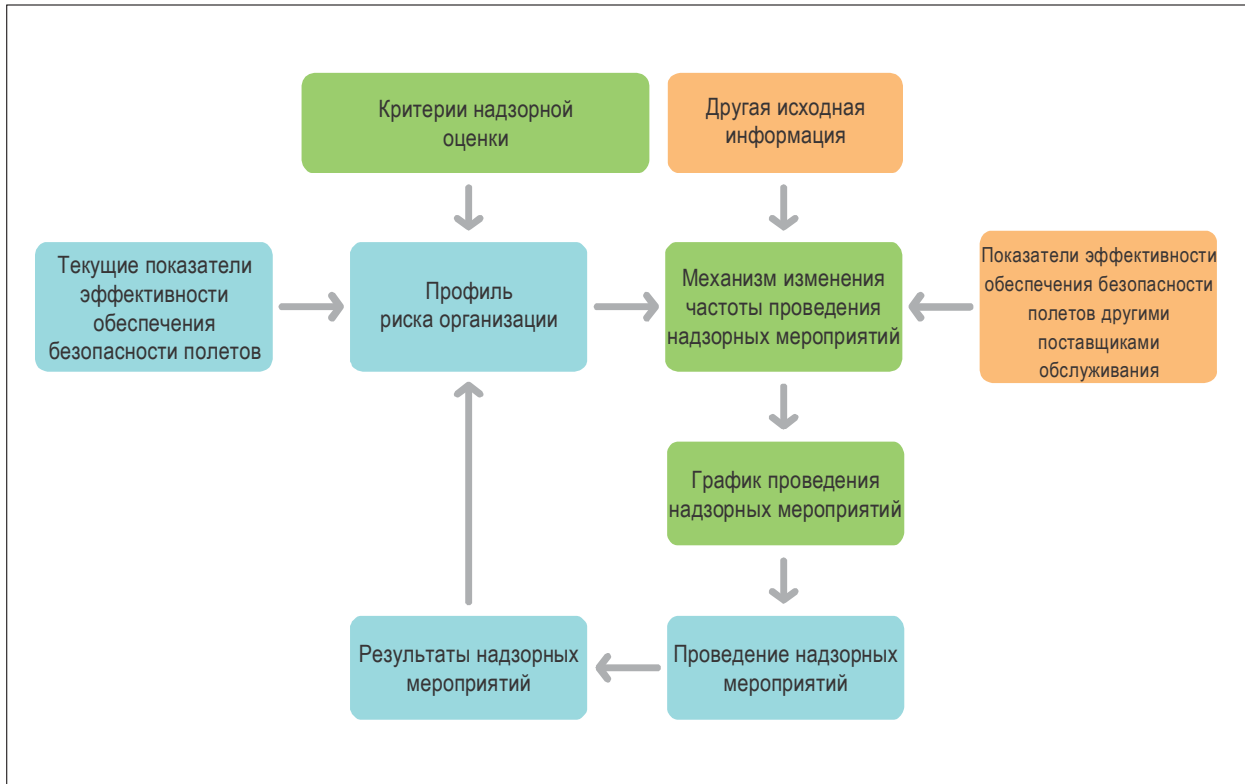 Критерии надзорной
оценки
Другая исходная
информация
Текущие показатели
эффективности
обеспечения
безопасности полетов
Профиль
риска организации
Механизм изменения
частоты проведения
надзорных мероприятий
Показатели эффективности
обеспечения безопасности
полетов другими
поставщиками
обслуживания
График проведения
надзорных мероприятий
Результаты надзорных
мероприятий
Проведение надзорных
мероприятий